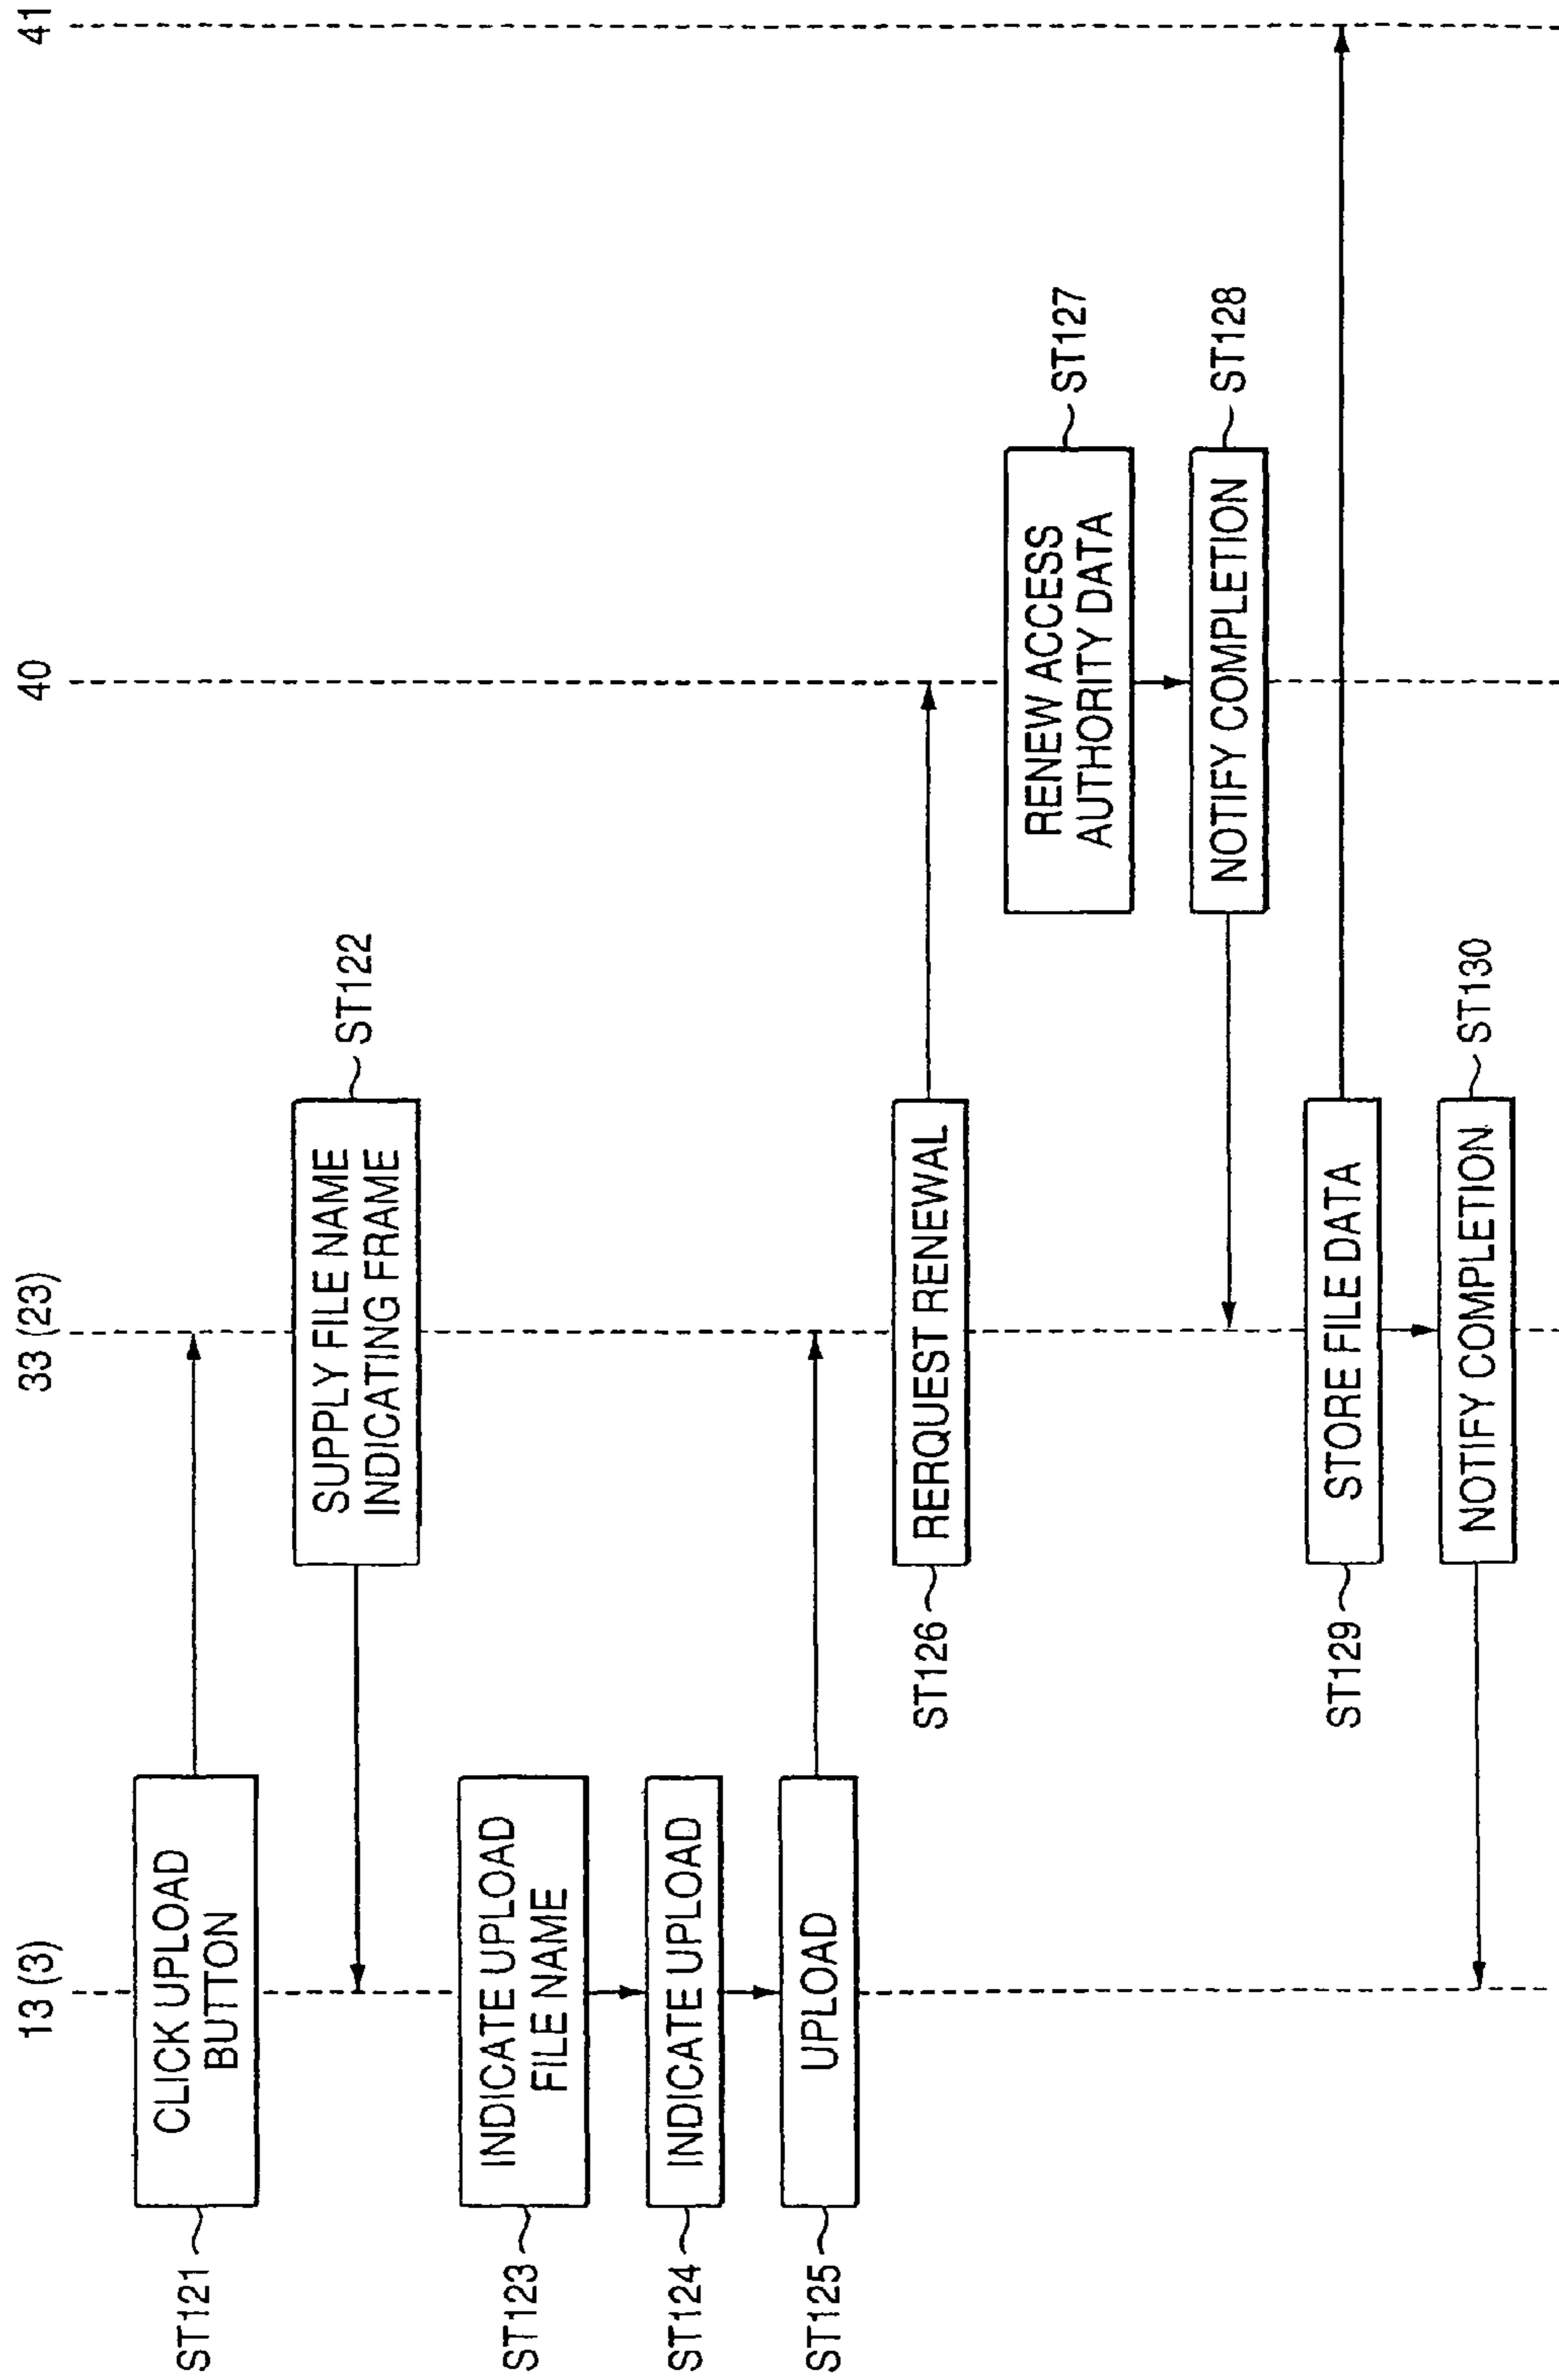 13 (3)
33 (23)
40
41
ST121
CLICK UPLOAD
BUTTON
SUPPLY FILE NAME
INDICATING FRAME
ST122
ST123
INDICATE UPLOAD
FILE NAME
ST124
INDICATE UPLOAD
ST125
UPLOAD
ST126
RERQUEST RENEWAL
RENEW ACCESS
AUTHORITY DATA
ST127
NOTIFY COMPLETION
ST128
ST129
STORE FILE DATA
NOTIFY COMPLETION
ST130